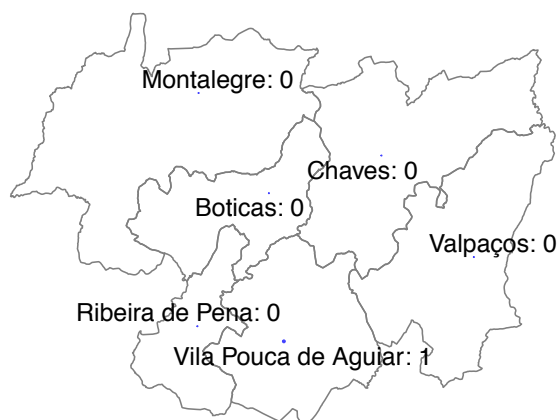 Montalegre: 0
Chaves: 0
Boticas: 0
Valpaços: 0
Ribeira de Pena: 0
Vila Pouca de Aguiar: 1